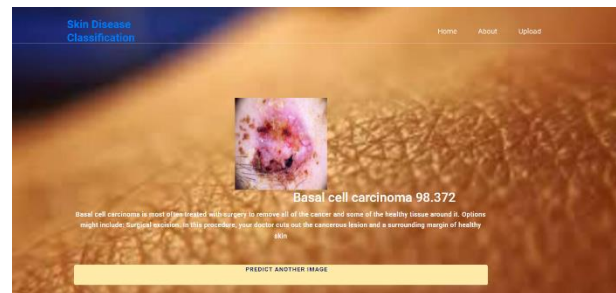 Skin Disease
Classification
Home About Upload
Basal cell carcinoma 98.372
Basal cell carcinoma is most often treated with surgery to remove all of the cancer and some of the healthy tissue around it. Options
might include: Surgical excision. In this procedure, your doctor cuts out the cancerous lesion and a surrounding margin of healthy
skin
PREDICT ANOTHER IMAGE